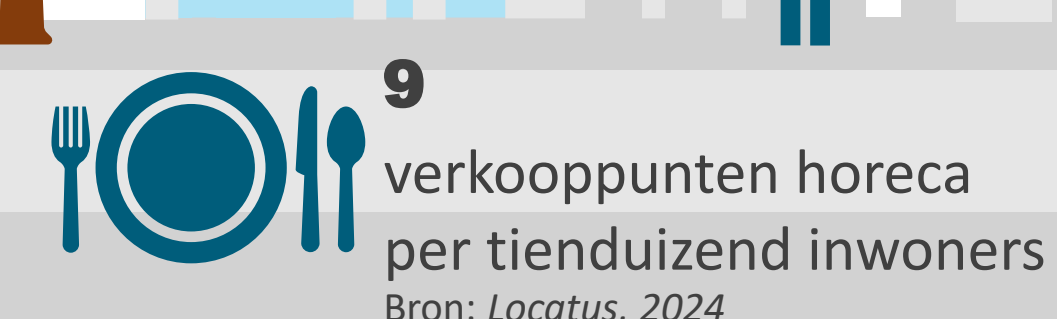 9
verkooppunten horeca
per tienduizend inwoners
Bron: Locatus, 2024